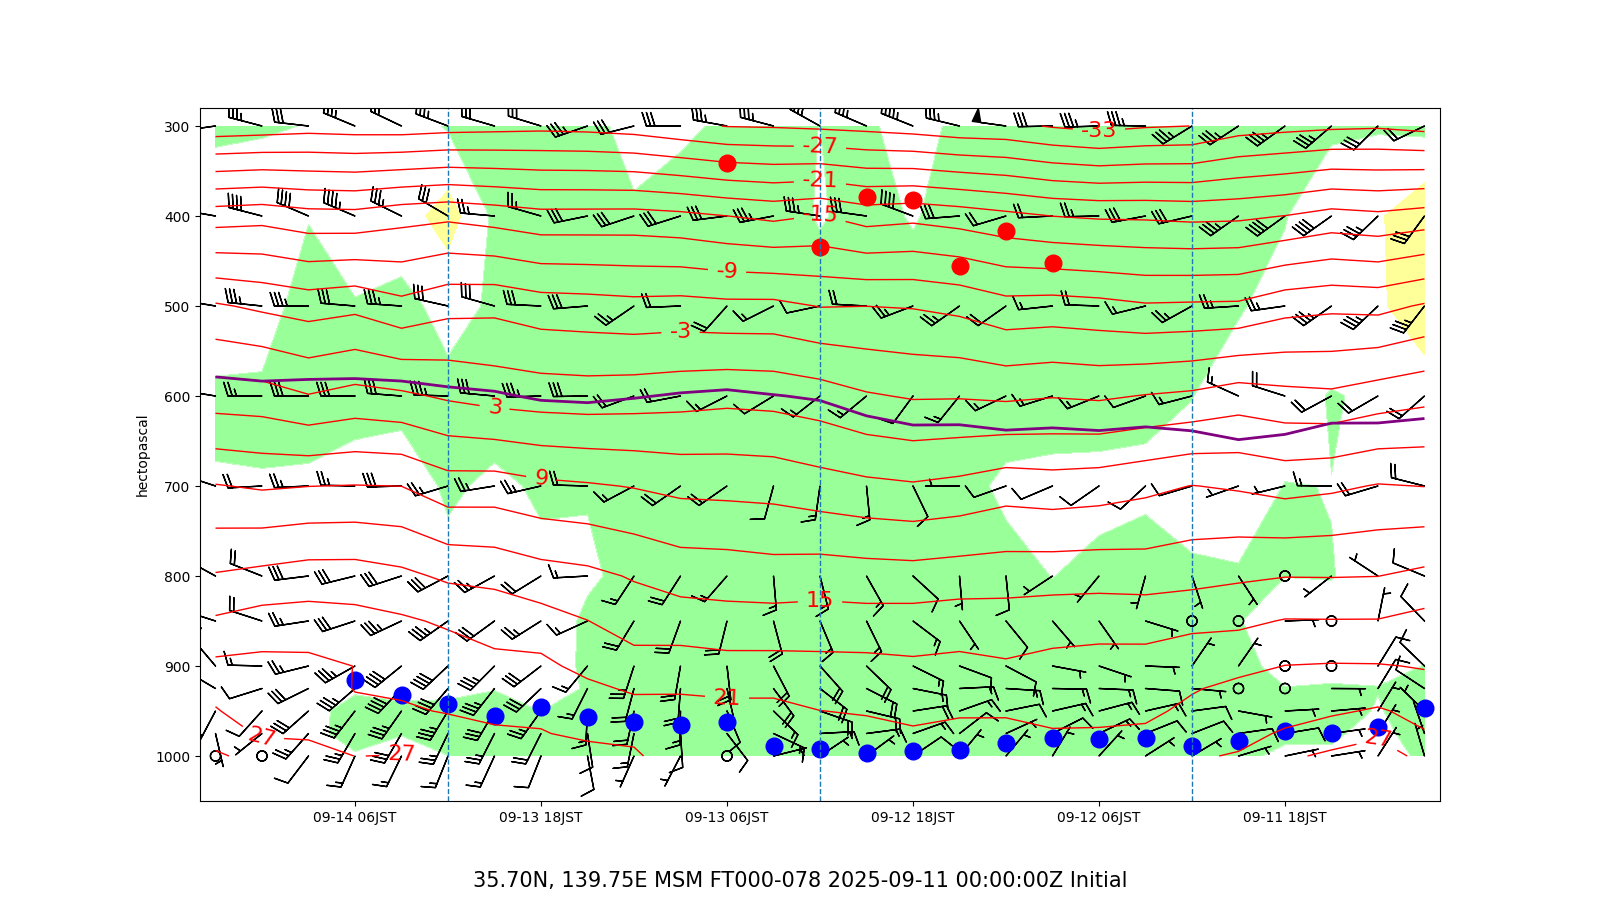 300
400
500
600
700
800
900
1000
hectopascal
-33
-27
-21
-15
-9
-3
3
9
15
21
27
27
27
09-14 06JST
09-13 18JST
09-13 06JST
09-12 18JST
09-12 06JST
09-11 18JST
35.70N, 139.75E MSM FT000-078 2025-09-11 00:00:00Z Initial